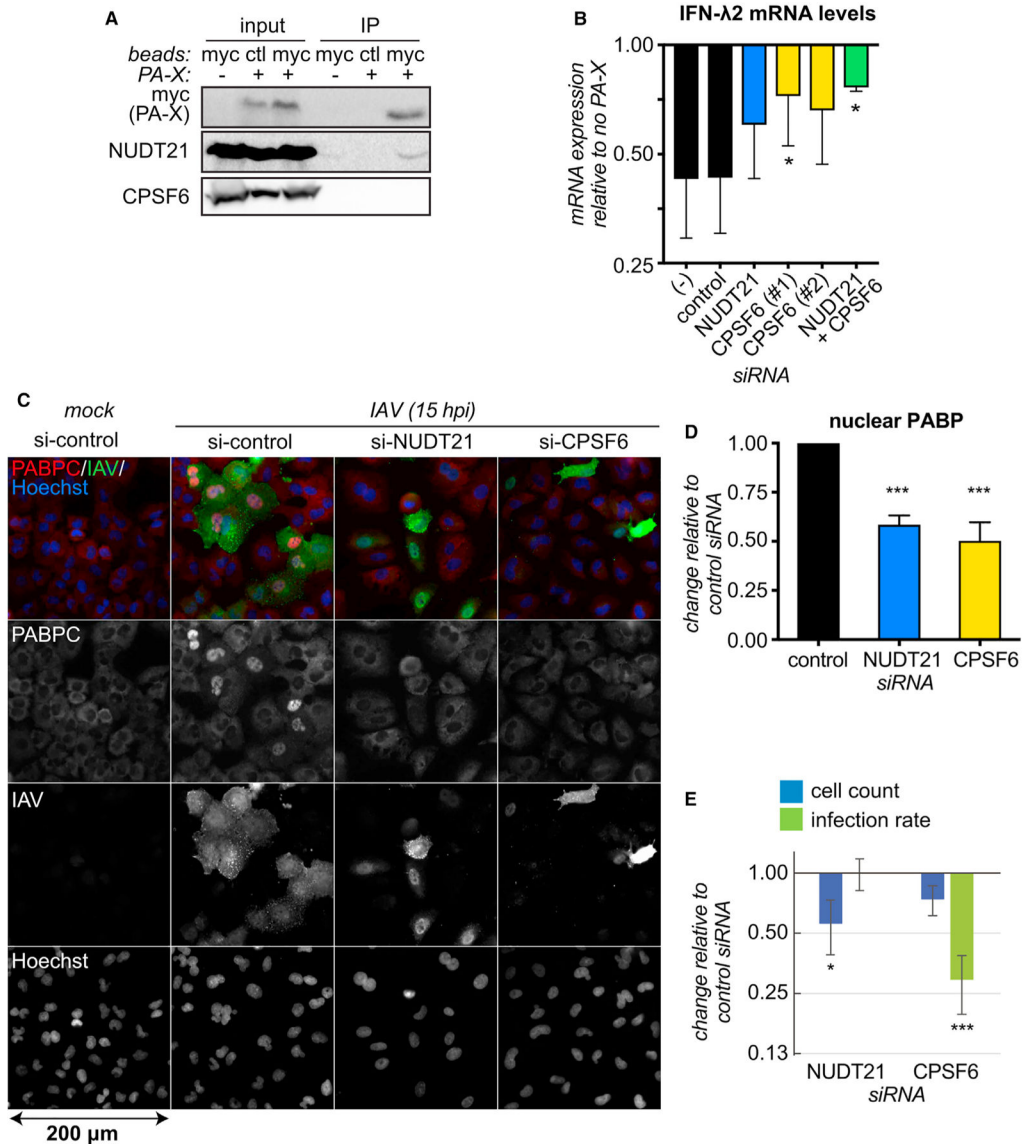 A
input IP
beads: myc ctl myc myc ctl myc
PA-X: - + + - + +
myc
(PA-X)
NUDT21
CPSF6
B
IFN-λ2 mRNA levels
mRNA expression
relative to no PA-X
1.00
0.50
0.25
* *
(-)
control
NUDT21
CPSF6 (#1)
CPSF6 (#2)
NUDT21
+ CPSF6
siRNA
C
mock IAV (15 hpi)
si-control si-control si-NUDT21 si-CPSF6
PABPC/IAV/
Hoechst
PABPC
IAV
Hoechst
200 µm
D
nuclear PABP
change relative to
control siRNA
1.00
0.75
0.50
0.25
0.00
*** ***
control NUDT21 CPSF6
siRNA
E
cell count
infection rate
change relative to
control siRNA
1.00
0.50
0.25
0.13
* ***
NUDT21 CPSF6
siRNA